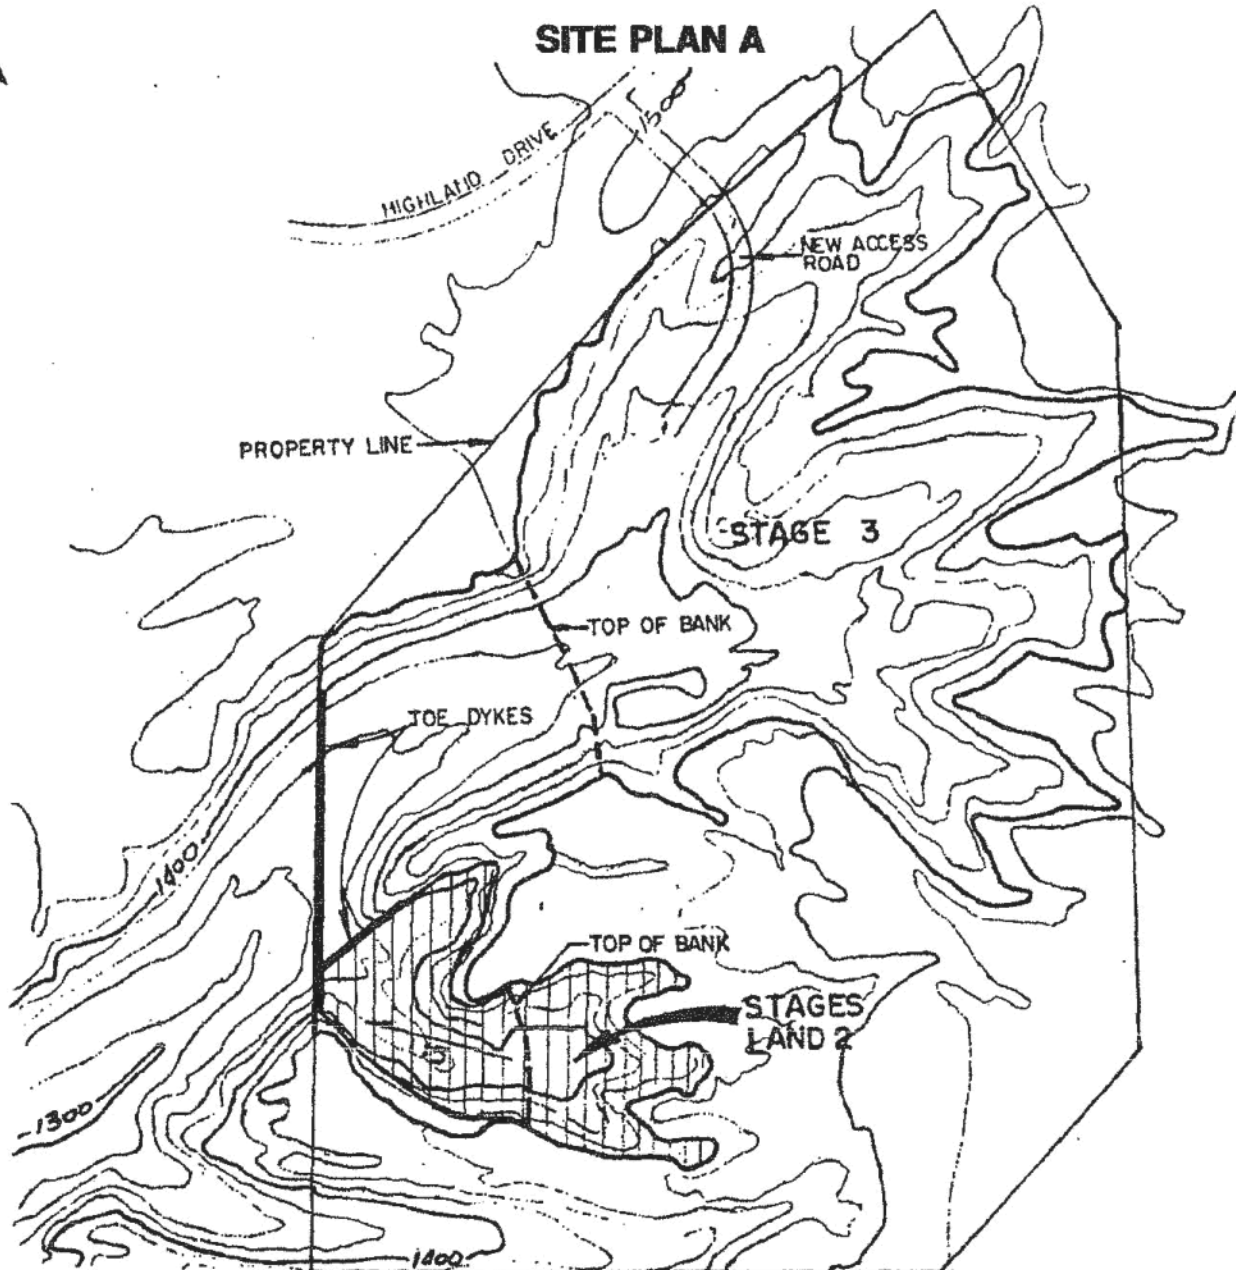 SITE PLAN A
1500
HIGHLAND DRIVE
NEW ACCESS
ROAD
PROPERTY LINE
STAGE 3
TOP OF BANK
TOE DYKES
1400
TOP OF BANK
STAGES
1 AND 2
1300
1400